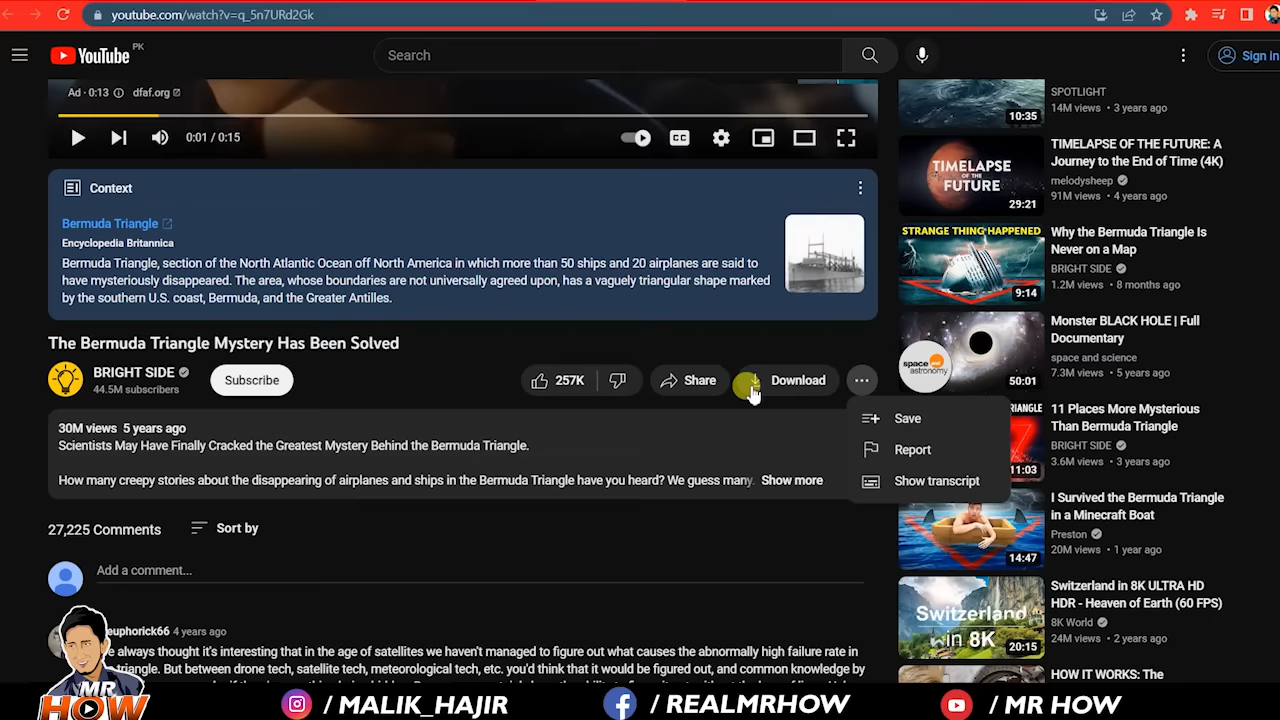 youtube.com/watch?v=q_5n7URd2Gk
YouTube PK
Search
Sign in
Ad · 0:13 dfaf.org
0:01 / 0:15
CC
Context
Bermuda Triangle
Encyclopedia Britannica
Bermuda Triangle, section of the North Atlantic Ocean off North America in which more than 50 ships and 20 airplanes are said to
have mysteriously disappeared. The area, whose boundaries are not universally agreed upon, has a vaguely triangular shape marked
by the southern U.S. coast, Bermuda, and the Greater Antilles.
The Bermuda Triangle Mystery Has Been Solved
BRIGHT SIDE
44.5M subscribers
Subscribe
257K
Share
Download
Save
Report
Show transcript
30M views 5 years ago
Scientists May Have Finally Cracked the Greatest Mystery Behind the Bermuda Triangle.
How many creepy stories about the disappearing of airplanes and ships in the Bermuda Triangle have you heard? We guess many. Show more
27,225 Comments
Sort by
Add a comment...
euphorick66 4 years ago
always thought it's interesting that in the age of satellites we haven't managed to figure out what causes the abnormally high failure rate in
triangle. But between drone tech, satellite tech, meteorological tech, etc. you'd think that it would be figured out, and common knowledge by
SPOTLIGHT
14M views • 3 years ago
10:35
TIMELAPSE OF THE FUTURE
29:21
TIMELAPSE OF THE FUTURE: A
Journey to the End of Time (4K)
melodysheep
91M views • 4 years ago
STRANGE THING HAPPENED
9:14
Why the Bermuda Triangle Is
Never on a Map
BRIGHT SIDE
1.2M views • 8 months ago
space and astronomy
50:01
Monster BLACK HOLE | Full
Documentary
space and science
7.3M views • 5 years ago
11:03
11 Places More Mysterious
Than Bermuda Triangle
BRIGHT SIDE
3.6M views • 3 years ago
14:47
I Survived the Bermuda Triangle
in a Minecraft Boat
Preston
20M views • 1 year ago
Switzerland in 8K
20:15
Switzerland in 8K ULTRA HD
HDR - Heaven of Earth (60 FPS)
8K World
24M views • 2 years ago
HOW IT WORKS: The
MR HOW
/ MALIK_HAJIR
/ REALMRHOW
/ MR HOW